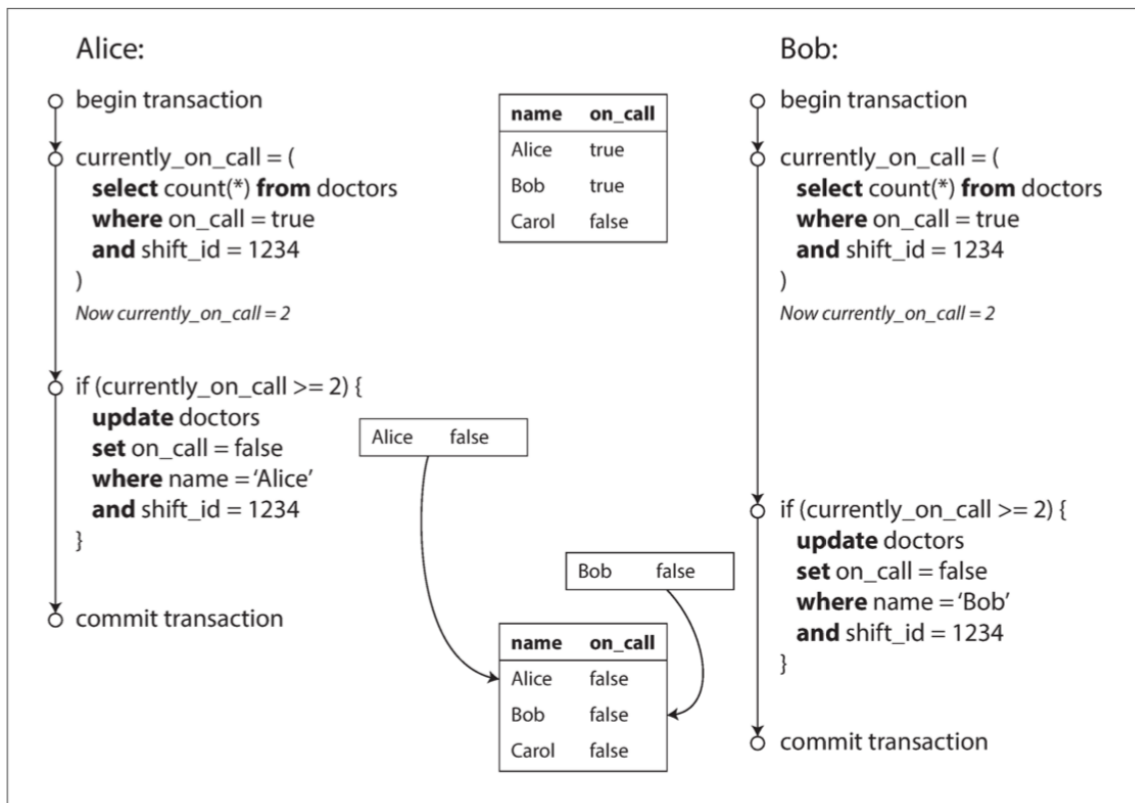 Alice:
begin transaction
currently_on_call = (
select count(*) from doctors
where on_call = true
and shift_id = 1234
)
Now currently_on_call = 2
if (currently_on_call >= 2) {
update doctors
set on_call = false
where name = ‘Alice’
and shift_id = 1234
}
commit transaction
name on_call
Alice true
Bob true
Carol false
Alice false
Bob false
name on_call
Alice false
Bob false
Carol false
Bob:
begin transaction
currently_on_call = (
select count(*) from doctors
where on_call = true
and shift_id = 1234
)
Now currently_on_call = 2
if (currently_on_call >= 2) {
update doctors
set on_call = false
where name = ‘Bob’
and shift_id = 1234
}
commit transaction